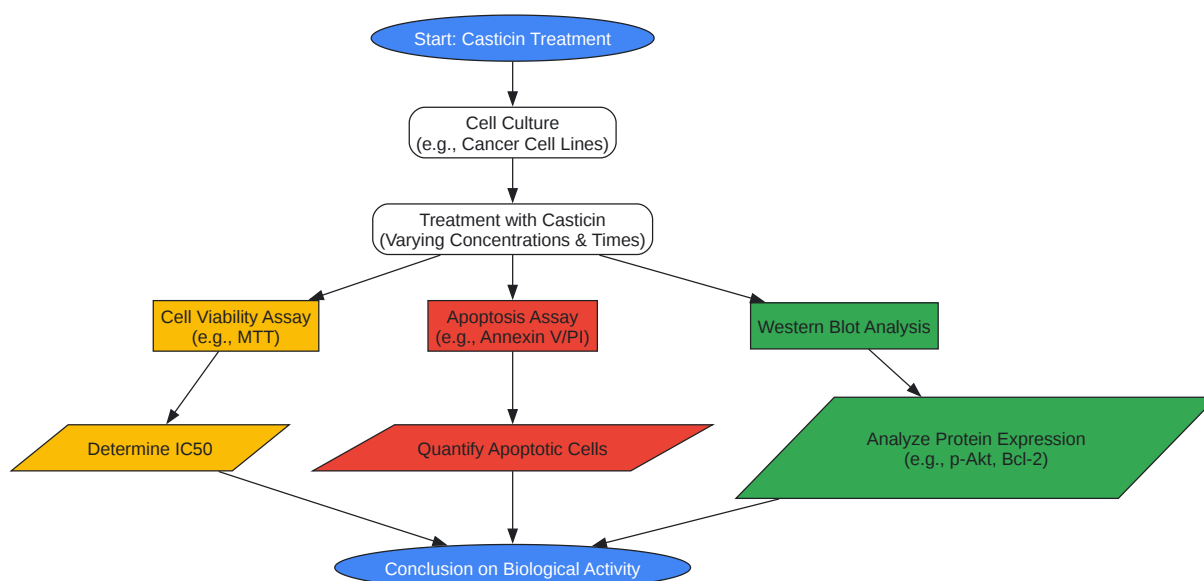 Start: Casticin Treatment
Cell Culture
(e.g., Cancer Cell Lines)
Treatment with Casticin
(Varying Concentrations & Times)
Cell Viability Assay
(e.g., MTT)
Apoptosis Assay
(e.g., Annexin V/PI)
Western Blot Analysis
Determine IC50
Quantify Apoptotic Cells
Analyze Protein Expression
(e.g., p-Akt, Bcl-2)
Conclusion on Biological Activity